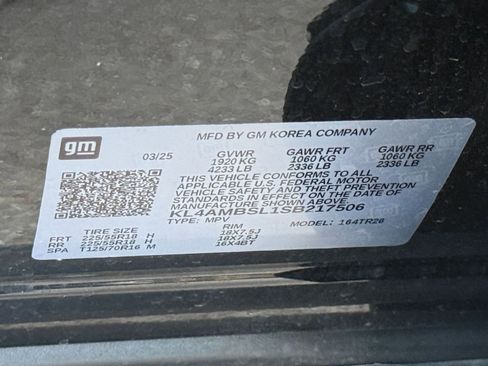 gm
MFD BY GM KOREA COMPANY
03/25 GVWR GAWR FRT GAWR RR
1920 KG 1060 KG 1060 KG
4233 LB 2336 LB 2336 LB
THIS VEHICLE CONFORMS TO ALL
APPLICABLE U.S. FEDERAL MOTOR
VEHICLE SAFETY AND THEFT
PREVENTION STANDARDS IN EFFECT ON THE DATE OF
MANUFACTURE SHOWN ABOVE.
KL4AMBSL1SB217506
TYPE: MPV MODEL: 164TR26
TIRE SIZE RIM
FRT 225/55R18 H 18X7.5J
RR 225/55R18 H 18X7.5J
SPA T125/70R16 M 16X4BT